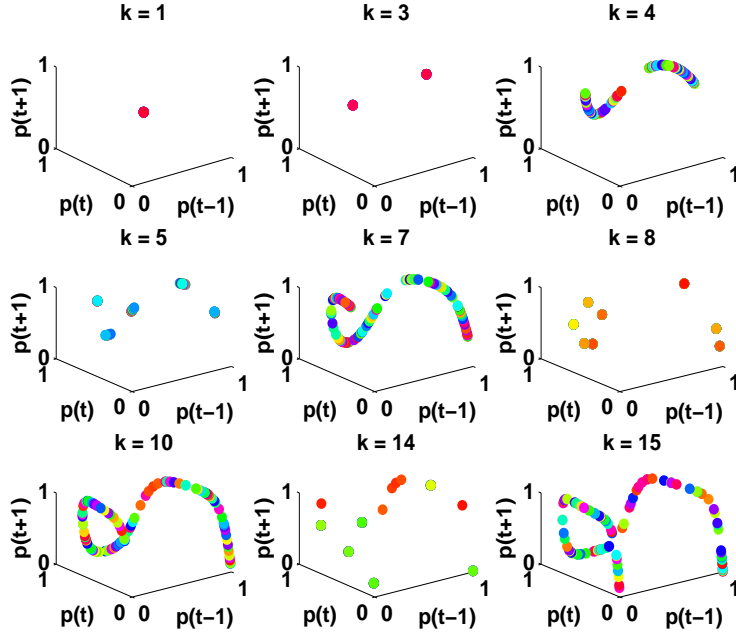 k = 1
k = 3
k = 4
1
0
1
p(t+1)
p(t)
0
0
p(t−1)
1
1
0
1
p(t+1)
p(t)
0
0
p(t−1)
1
1
0
1
p(t+1)
p(t)
0
0
p(t−1)
1
k = 5
k = 7
k = 8
1
0
1
p(t+1)
p(t)
0
0
p(t−1)
1
1
0
1
p(t+1)
p(t)
0
0
p(t−1)
1
1
0
1
p(t+1)
p(t)
0
0
p(t−1)
1
k = 10
k = 14
k = 15
1
0
1
p(t+1)
p(t)
0
0
p(t−1)
1
1
0
1
p(t+1)
p(t)
0
0
p(t−1)
1
1
0
1
p(t+1)
p(t)
0
0
p(t−1)
1